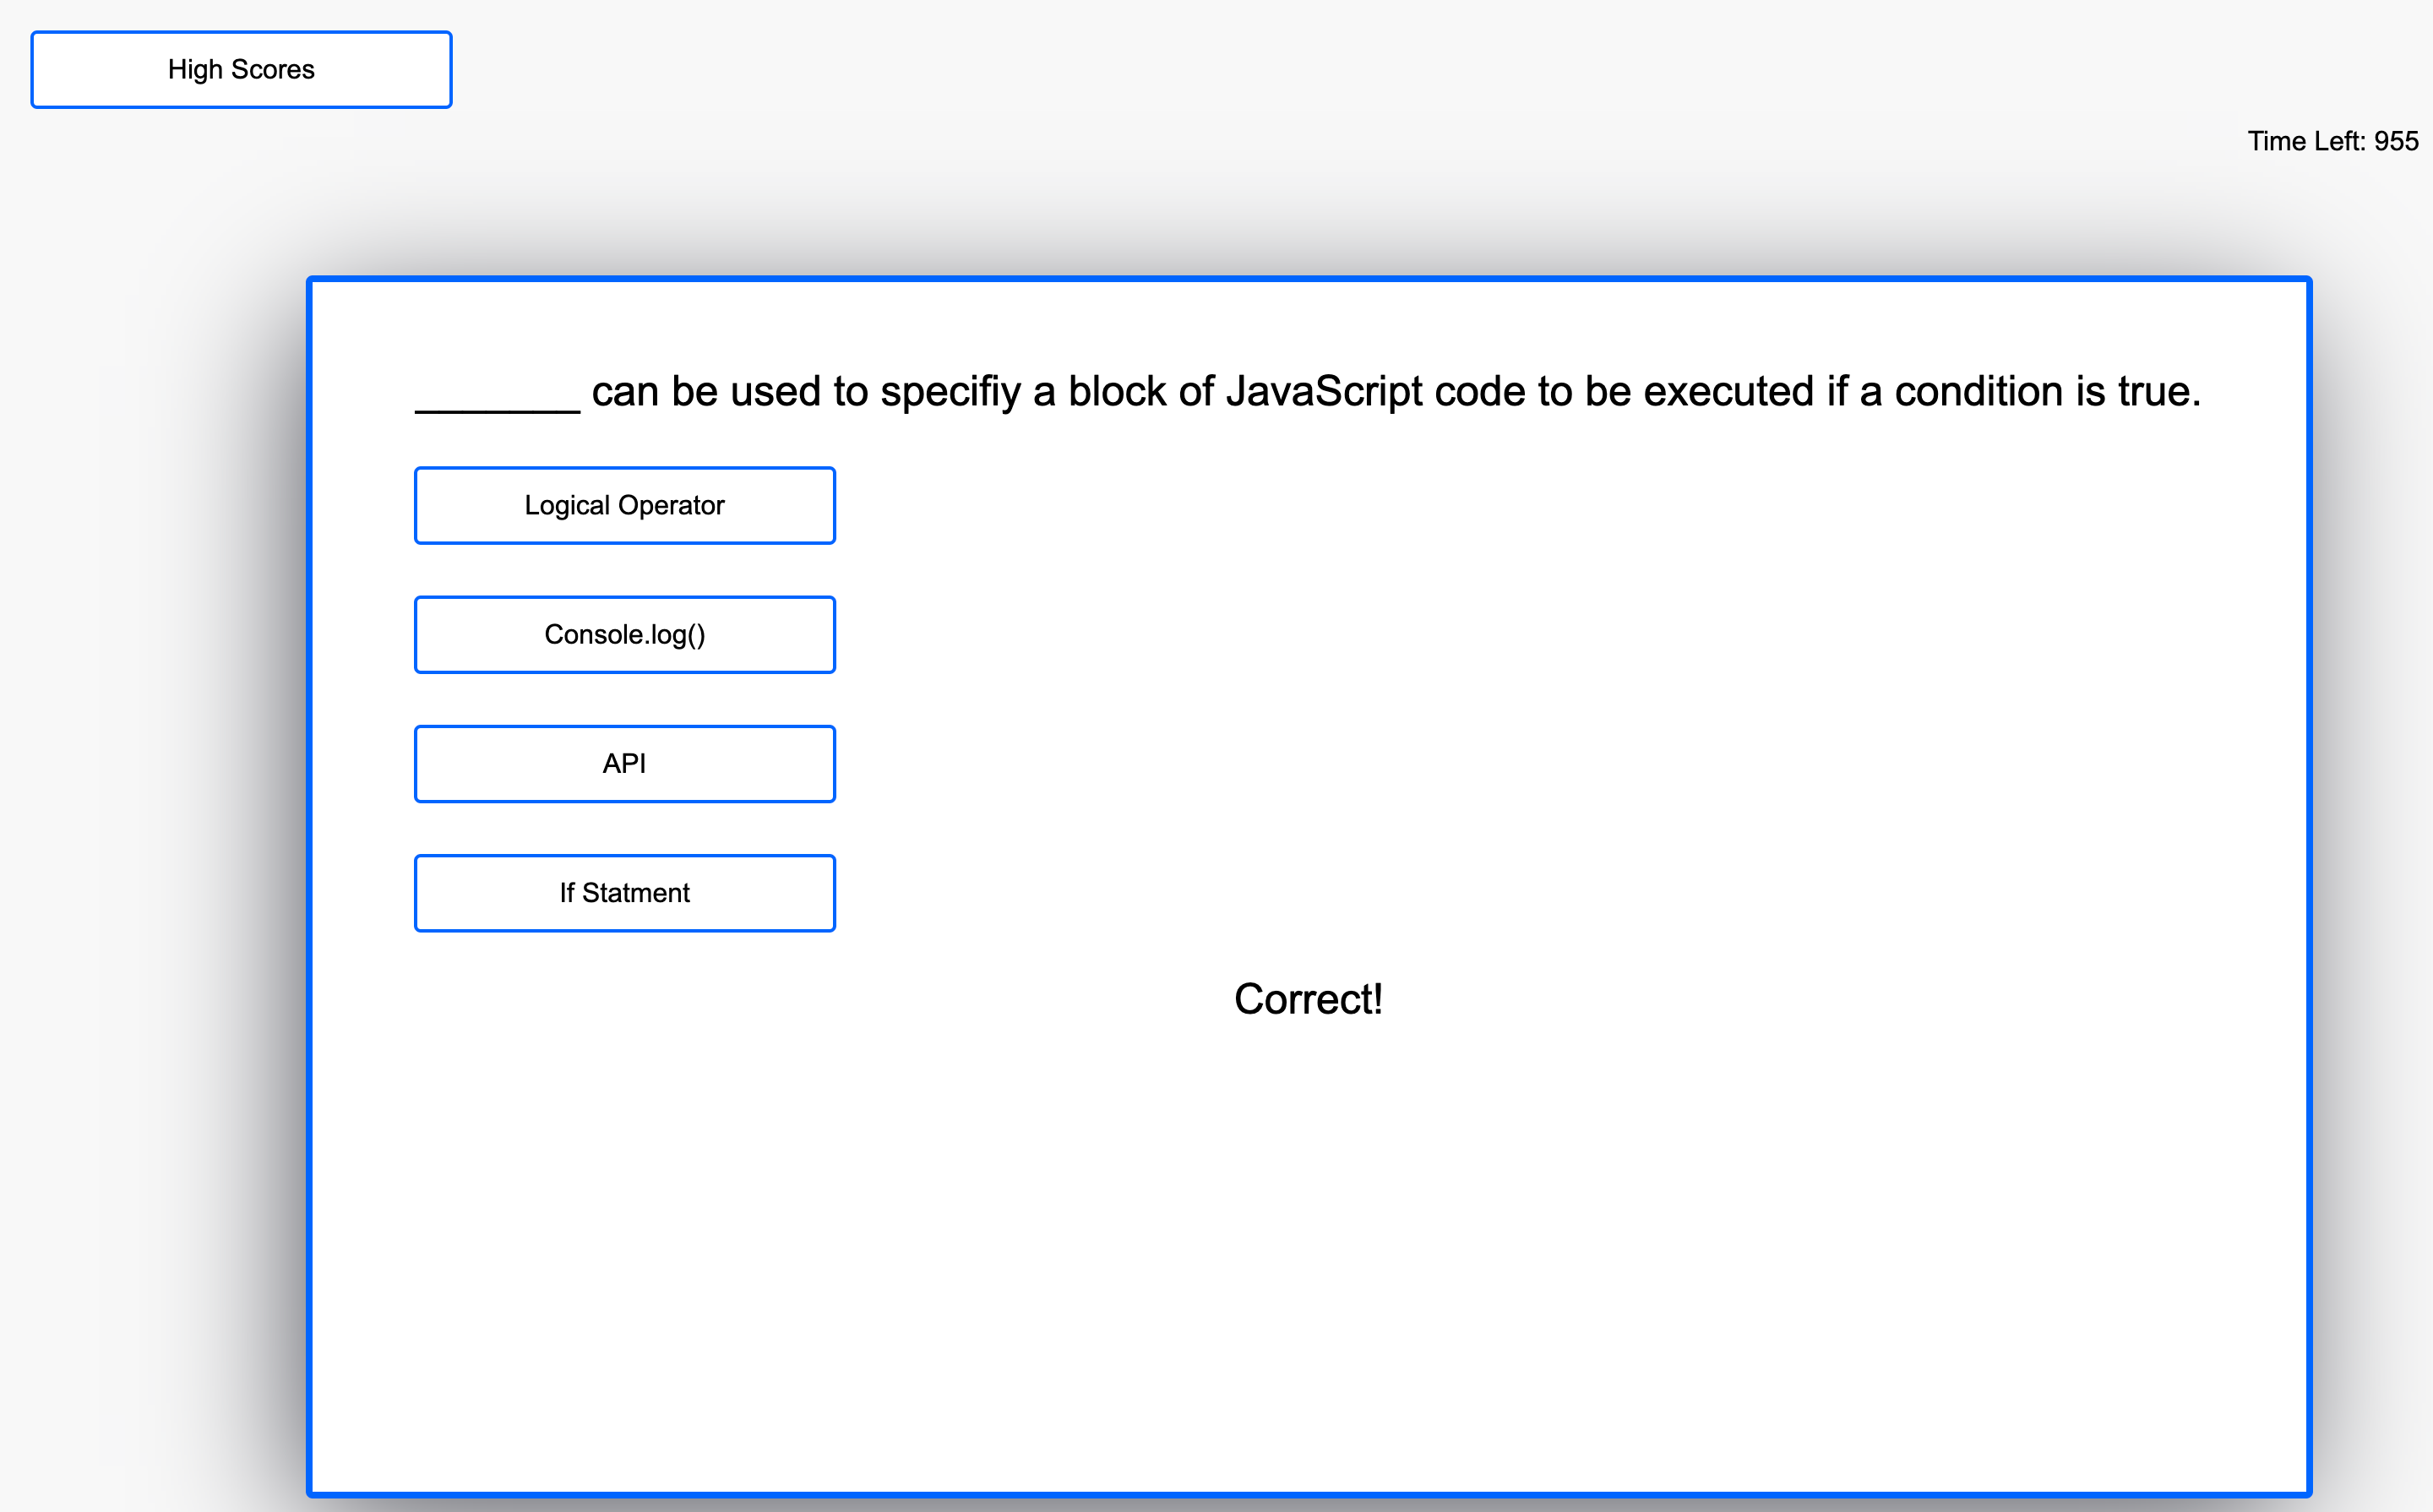 High Scores
Time Left: 955
_______ can be used to specifiy a block of JavaScript code to be executed if a condition is true.
Logical Operator
Console.log()
API
If Statment
Correct!